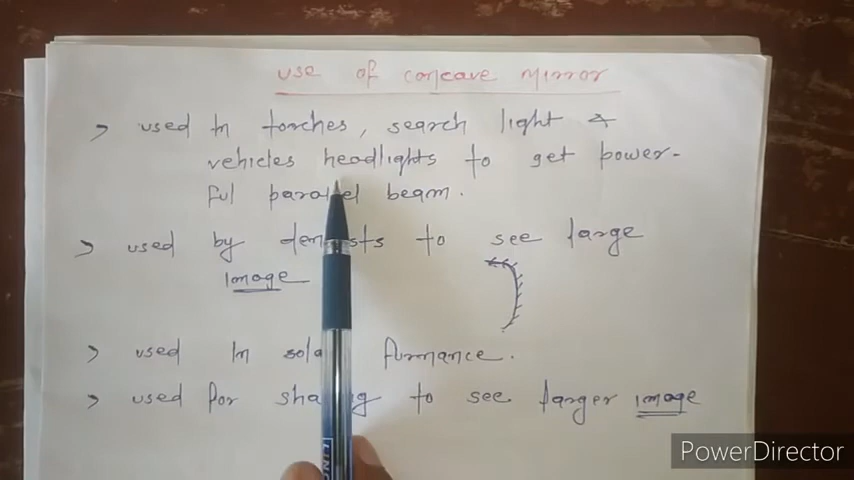 use of concave mirror
> used in torches, search light &
vehicles headlights to get power-
ful parallel beam.
> used by dentists to see large
image
> used in solar furnance.
> used for shaving to see larger image
LINC
PowerDirector